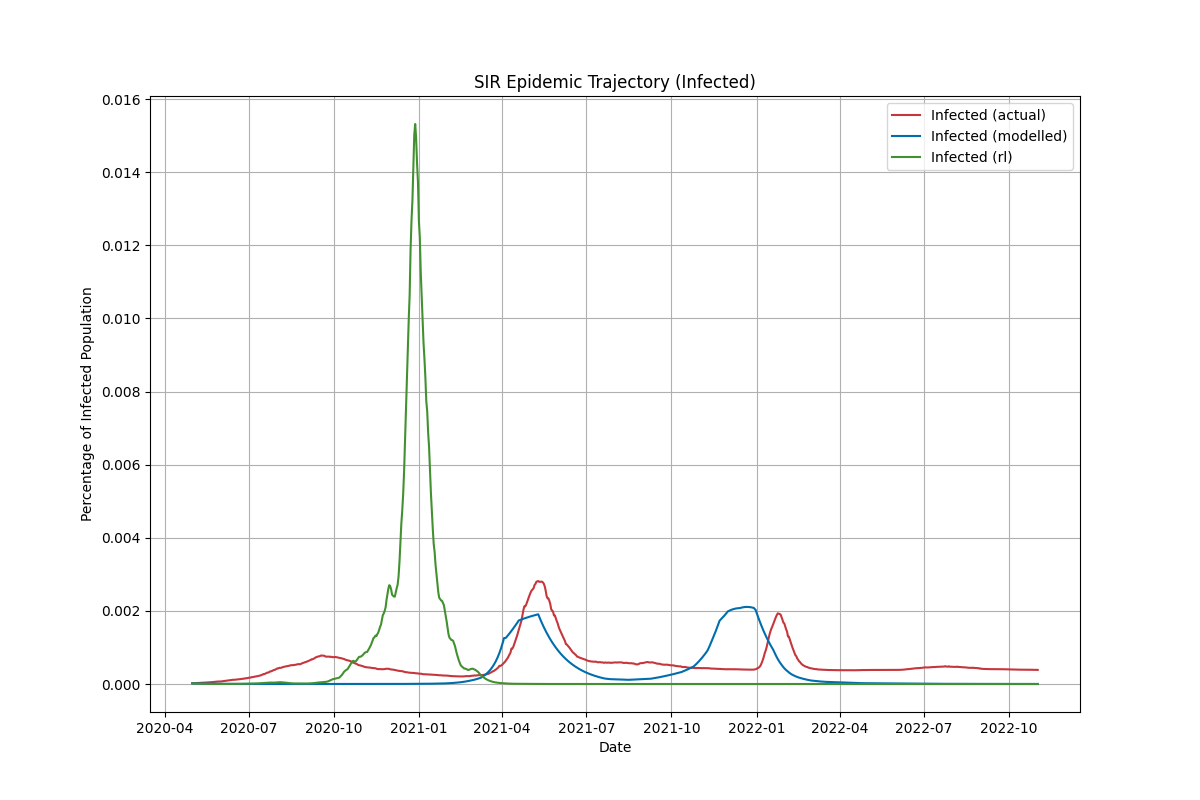 SIR Epidemic Trajectory (Infected)
Infected (actual)
Infected (modelled)
Infected (rl)
Percentage of Infected Population
0.016
0.014
0.012
0.010
0.008
0.006
0.004
0.002
0.000
2020-04 2020-07 2020-10 2021-01 2021-04 2021-07 2021-10 2022-01 2022-04 2022-07 2022-10
Date